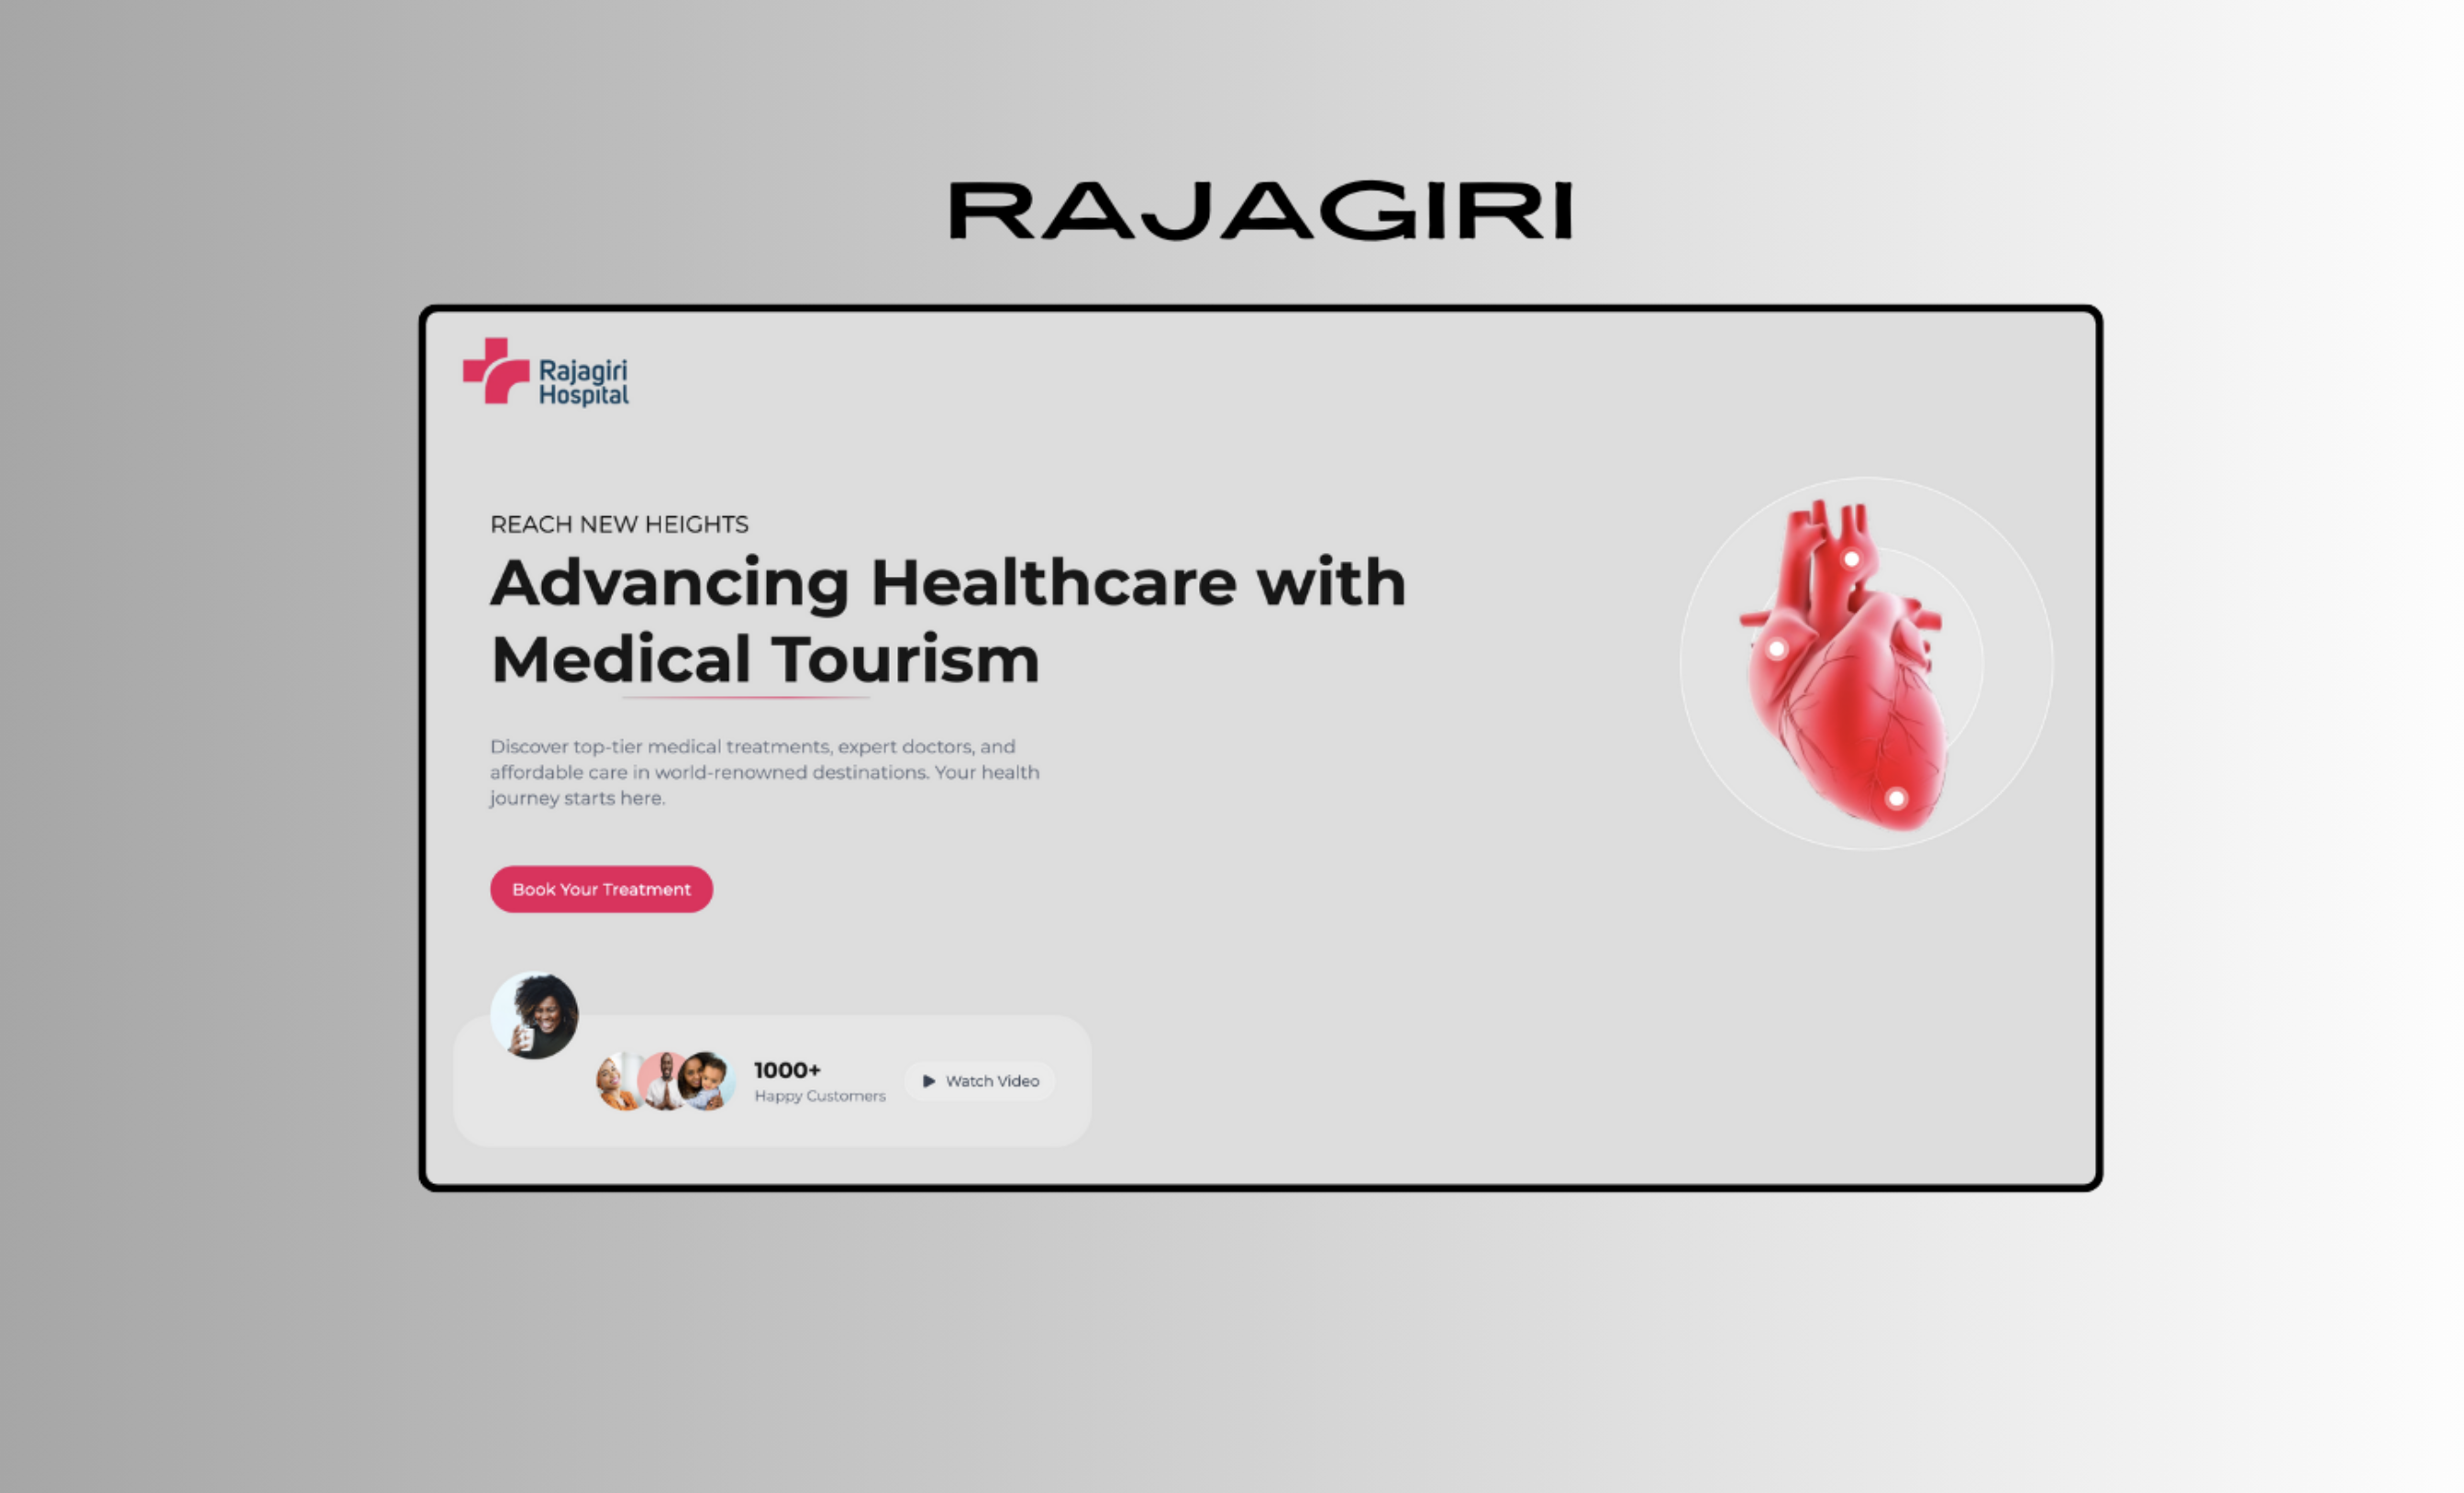 RAJAGIRI
Rajagiri
Hospital
REACH NEW HEIGHTS
Advancing Healthcare with
Medical Tourism
Discover top-tier medical treatments, expert doctors, and
affordable care in world-renowned destinations. Your health
journey starts here.
Book Your Treatment
1000+
Happy Customers
Watch Video